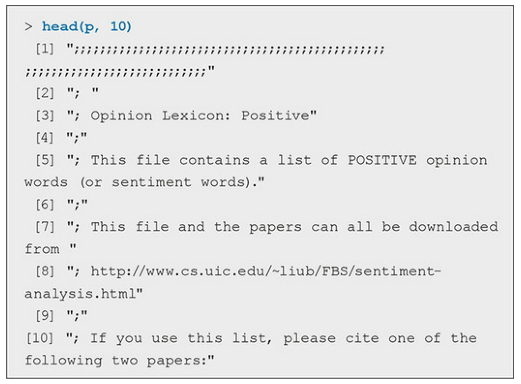 > head(p, 10)
[1] ";;;;;;;;;;;;;;;;;;;;;;;;;;;;;;;;;;;;;;;;;;;;;;;
;;;;;;;;;;;;;;;;;;;;;;;;;;;"
[2] "; "
[3] "; Opinion Lexicon: Positive"
[4] ";"
[5] "; This file contains a list of POSITIVE opinion
words (or sentiment words)."
[6] ";"
[7] "; This file and the papers can all be downloaded
from "
[8] "; http://www.cs.uic.edu/~liub/FBS/sentiment-
analysis.html"
[9] ";"
[10] "; If you use this list, please cite one of the
following two papers:"